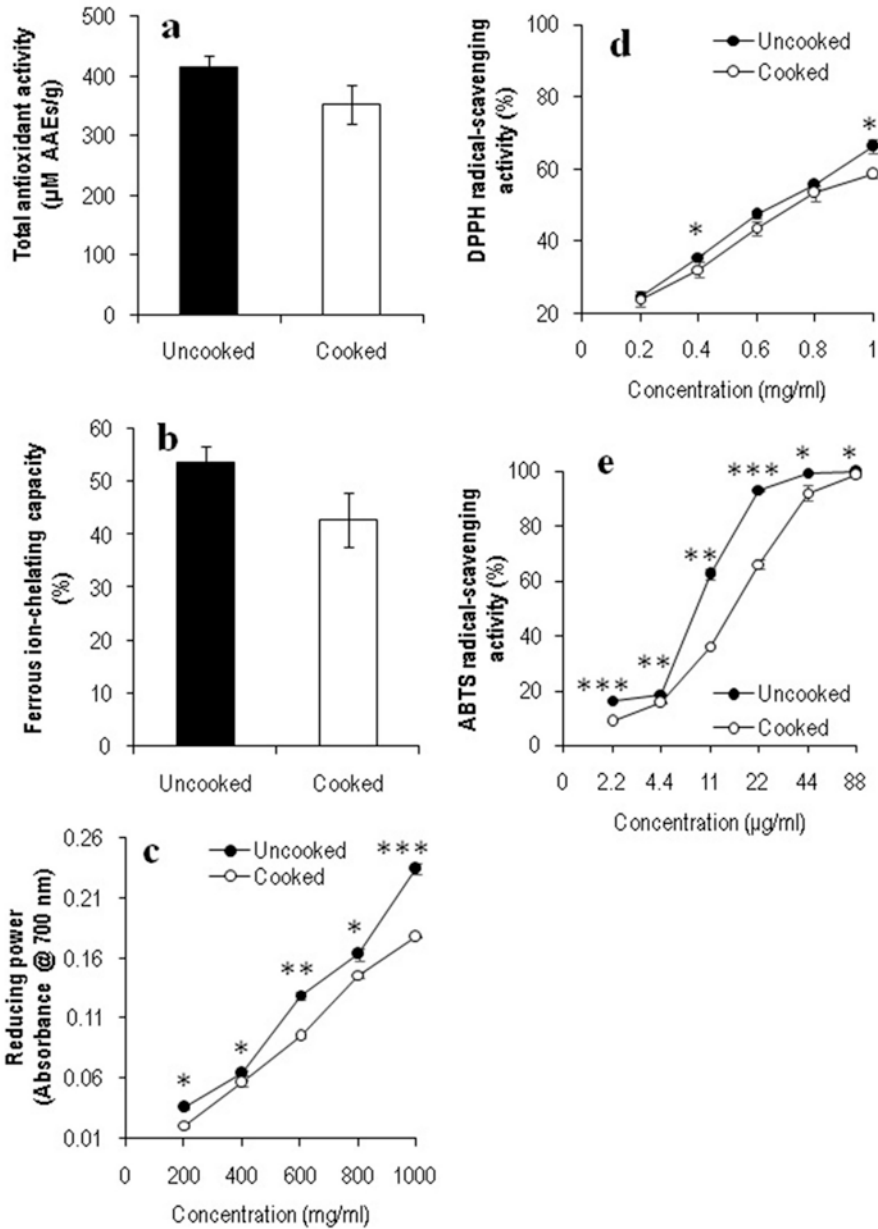 a
Total antioxidant activity
(µM AAEs/g)
500
400
300
200
100
0
Uncooked
Cooked
b
Ferrous ion-chelating capacity
(%)
60
50
40
30
20
10
0
Uncooked
Cooked
c
Uncooked
Cooked
Reducing power
(Absorbance @ 700 nm)
0.26
0.21
0.16
0.11
0.06
0.01
*
*
**
*
***
0 200 400 600 800 1000
Concentration (mg/ml)
d
Uncooked
Cooked
DPPH radical-scavenging
activity (%)
100
80
60
40
20
*
*
0 0.2 0.4 0.6 0.8 1
Concentration (mg/ml)
e
ABTS radical-scavenging
activity (%)
100
80
60
40
20
0
***
**
**
***
*
*
Uncooked
Cooked
0 2.2 4.4 11 22 44 88
Concentration (µg/ml)